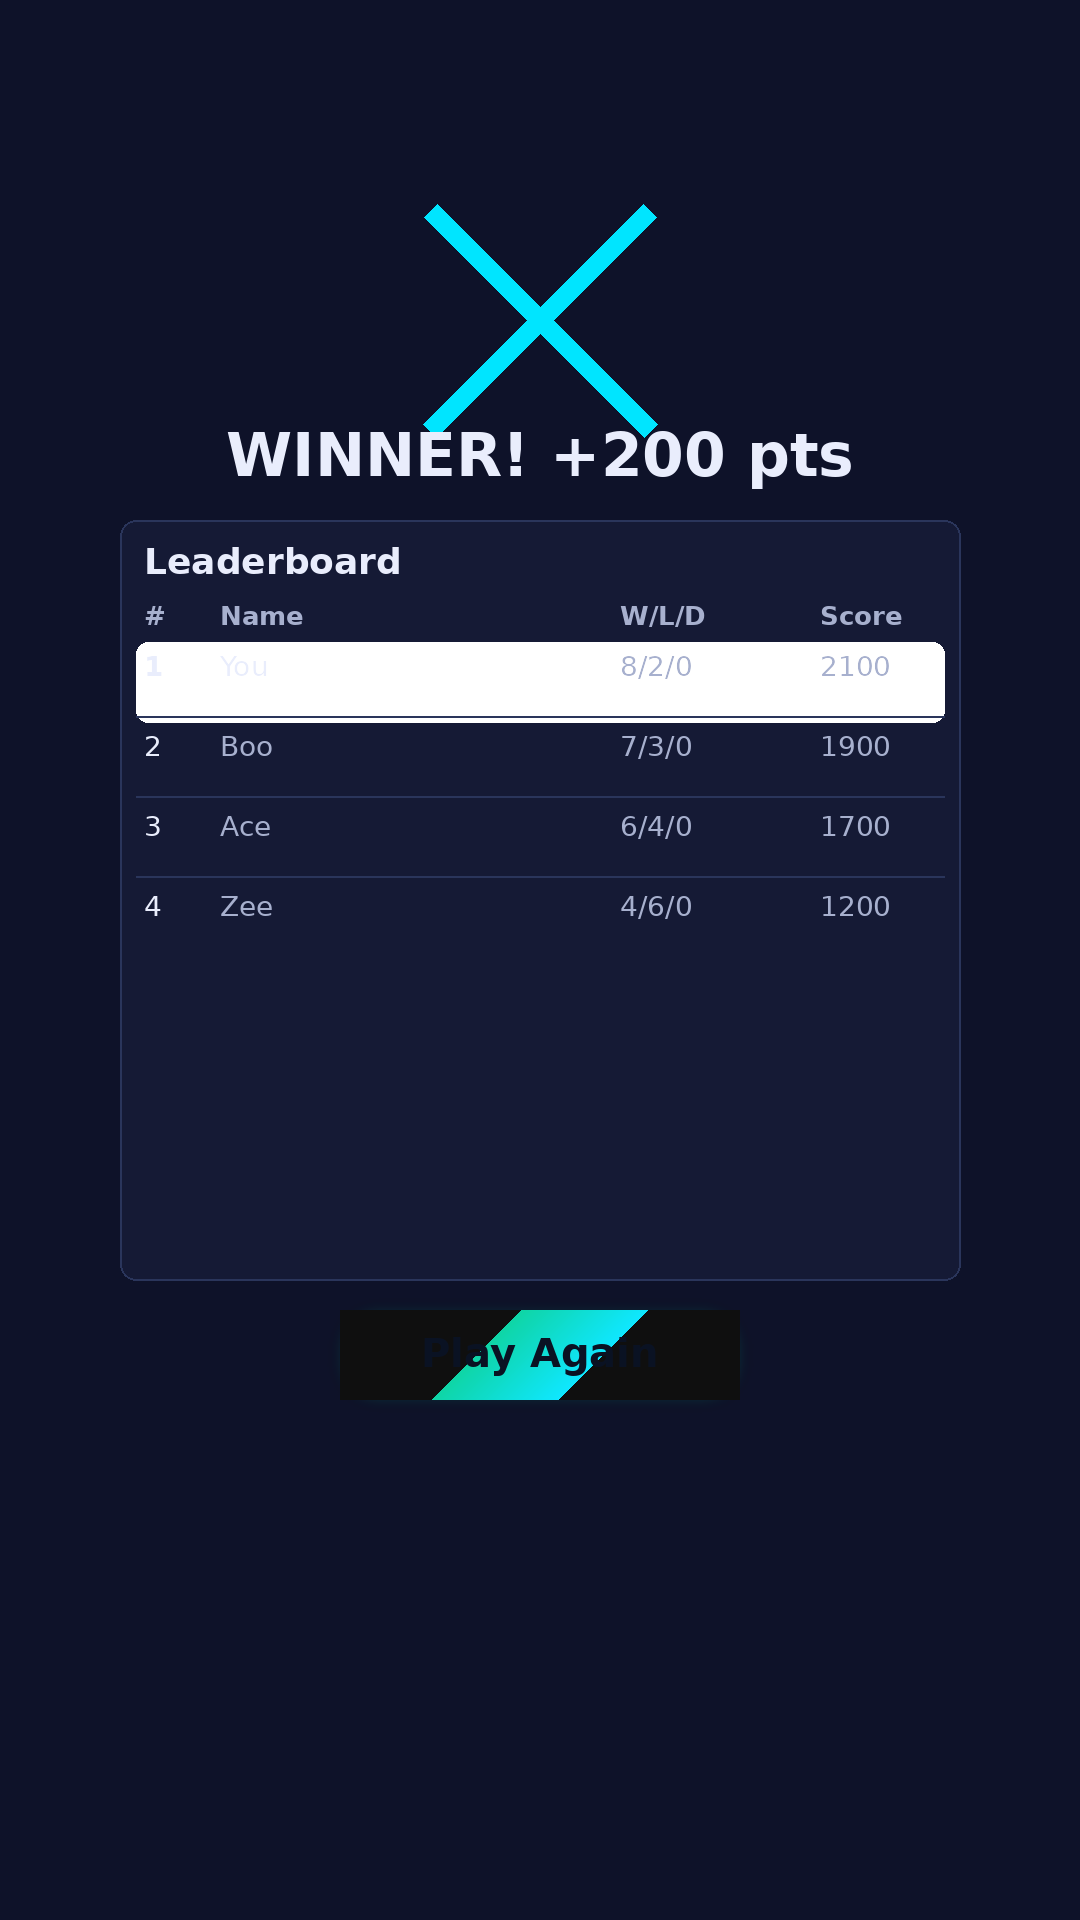 WINNER! +200 pts
Leaderboard
# Name W/L/D Score
1 You 8/2/0 2100
2 Boo 7/3/0 1900
3 Ace 6/4/0 1700
4 Zee 4/6/0 1200
Play Again